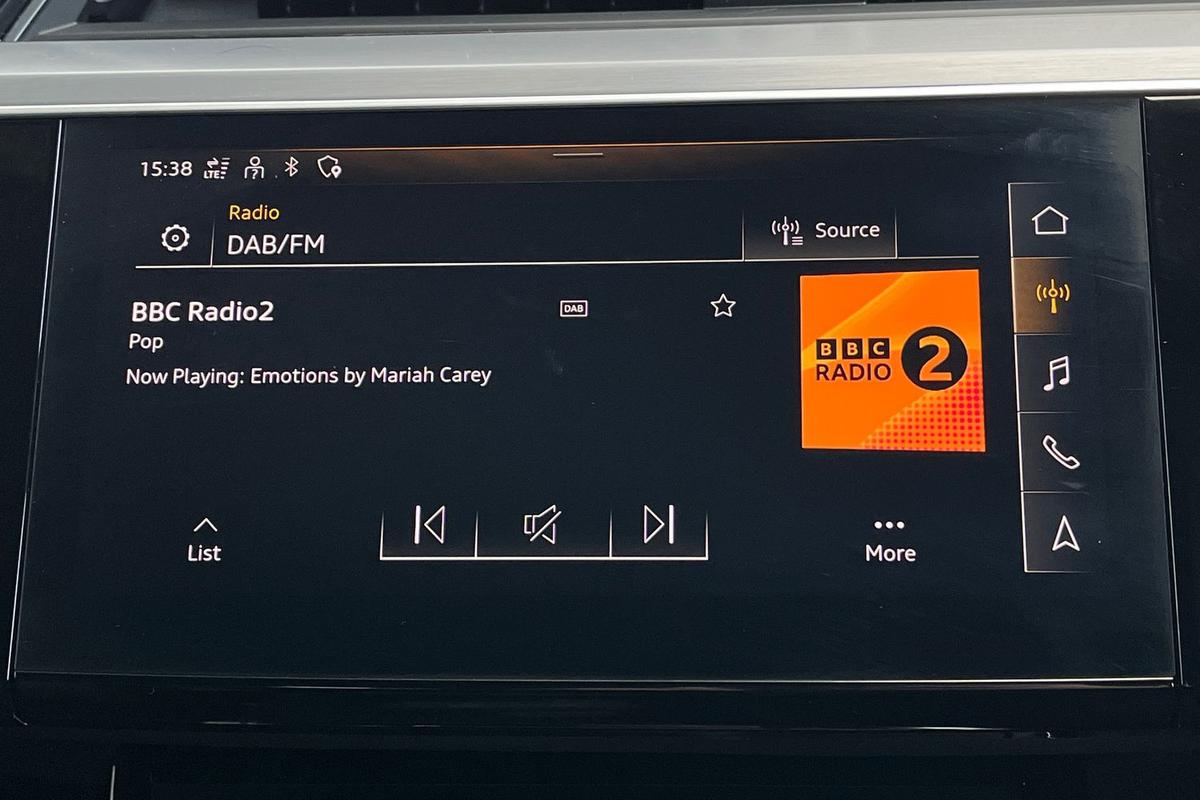 15:38 LTE
Radio
DAB/FM
Source
BBC Radio2
DAB
Pop
Now Playing: Emotions by Mariah Carey
BBC
RADIO 2
List
More